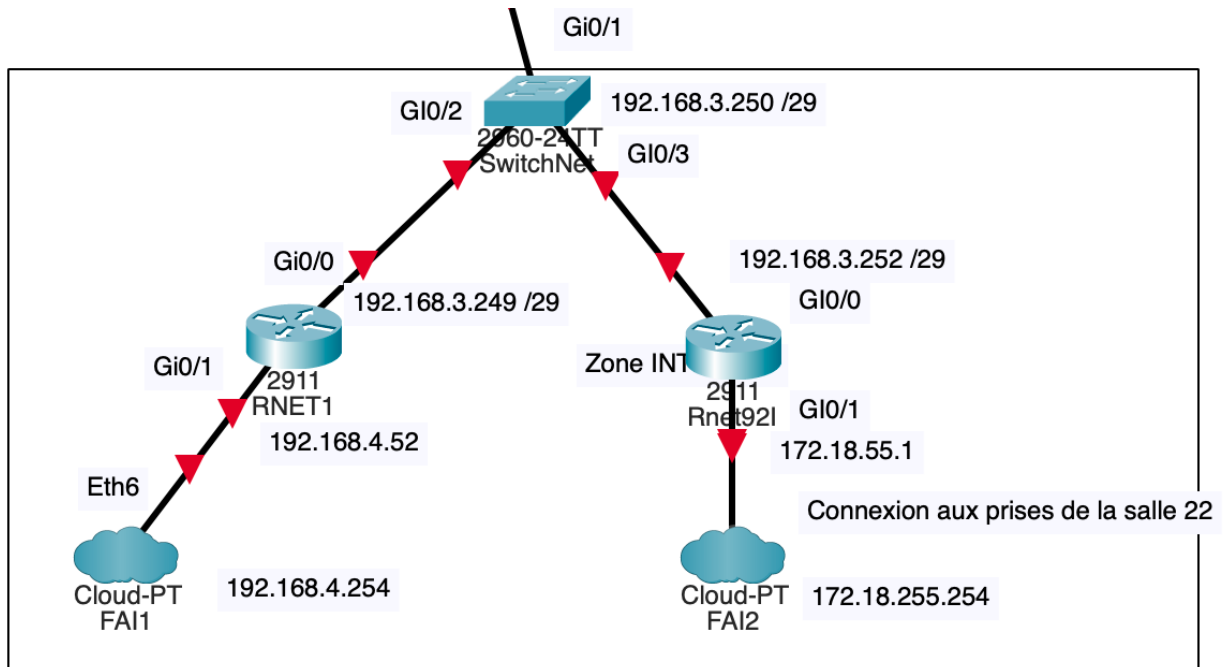 Gi0/1
GI0/2
192.168.3.250 /29
2960-24TT
SwitchNet
GI0/3
Gi0/0
192.168.3.249 /29
192.168.3.252 /29
GI0/0
Gi0/1
2911
RNET1
192.168.4.52
Zone INT
2911
Rnet92I
GI0/1
172.18.55.1
Eth6
Connexion aux prises de la salle 22
Cloud-PT
FAI1
192.168.4.254
Cloud-PT
FAI2
172.18.255.254